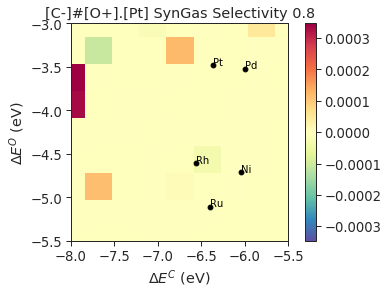 [C-]#[O+].[Pt] SynGas Selectivity 0.8
−3.0
−3.5
−4.0
−4.5
−5.0
−5.5
ΔE^O (eV)
Pt
Pd
Rh
Ni
Ru
−8.0 −7.5 −7.0 −6.5 −6.0 −5.5
ΔE^C (eV)
0.0003
0.0002
0.0001
0.0000
−0.0001
−0.0002
−0.0003